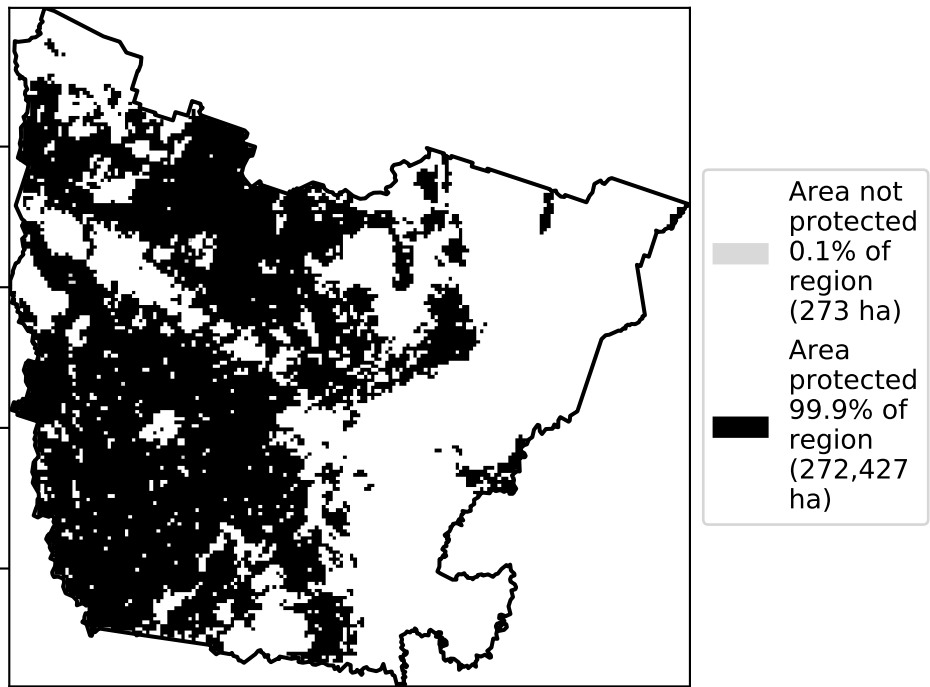 Area not
protected
0.1% of
region
(273 ha)
Area
protected
99.9% of
region
(272,427
ha)